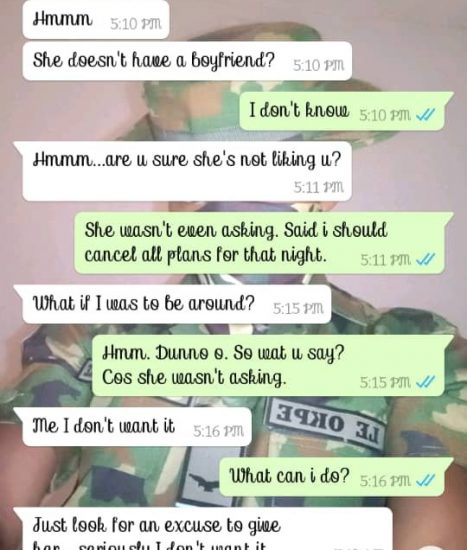 Hmmm 5:10 PM
She doesn't have a boyfriend? 5:10 PM
I don't know 5:10 PM
Hmmm...are u sure she's not liking u?
5:11 PM
She wasn't even asking. Said i should
cancel all plans for that night. 5:11 PM
What if I was to be around? 5:15 PM
Hmm. Dunno o. So wat u say?
Cos she wasn't asking. 5:15 PM
LE OKPE
Me I don't want it 5:16 PM
What can i do? 5:16 PM
Just look for an excuse to give
her... seriously I don't want it